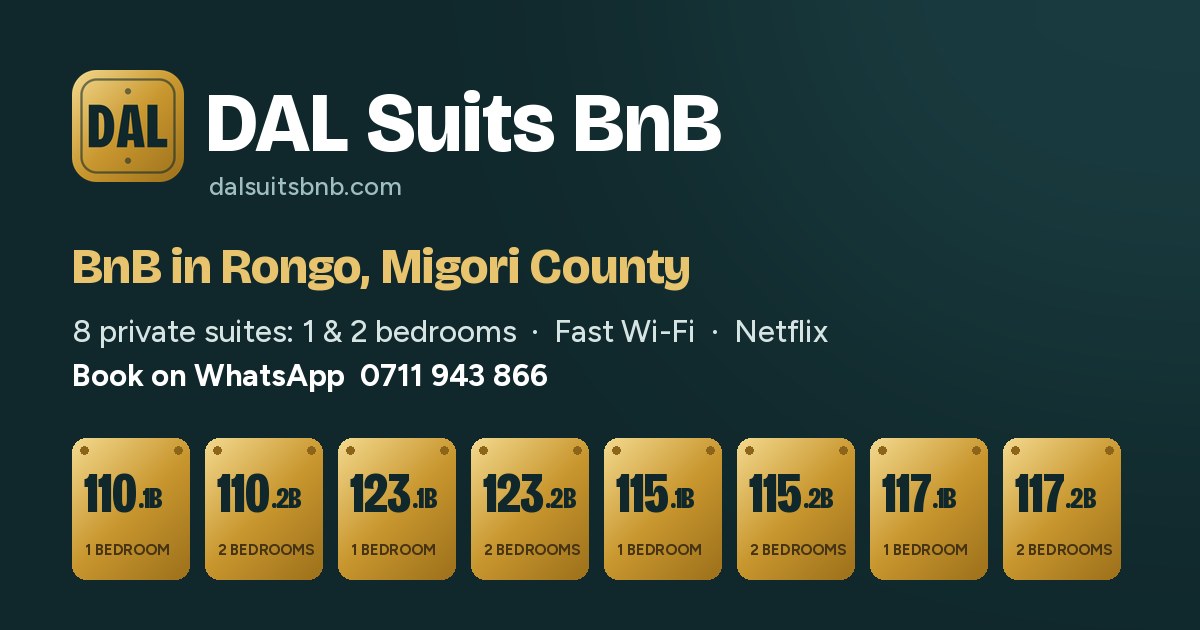 DAL
DAL Suits BnB
dalsuitsbnb.com
BnB in Rongo, Migori County
8 private suites: 1 & 2 bedrooms · Fast Wi-Fi · Netflix
Book on WhatsApp 0711 943 866
110.1B
1 BEDROOM
110.2B
2 BEDROOMS
123.1B
1 BEDROOM
123.2B
2 BEDROOMS
115.1B
1 BEDROOM
115.2B
2 BEDROOMS
117.1B
1 BEDROOM
117.2B
2 BEDROOMS